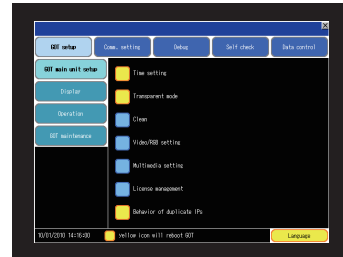 GOT setup
Comm. setting
Debug
Self check
Data control
GOT main unit setup
Display
Operation
GOT maintenance
Time setting
Transparent mode
Clean
Video/RGB setting
Multimedia setting
License management
Behavior of duplicate IPs
10/01/2010 14:16:00
Yellow icon will reboot GOT
Language